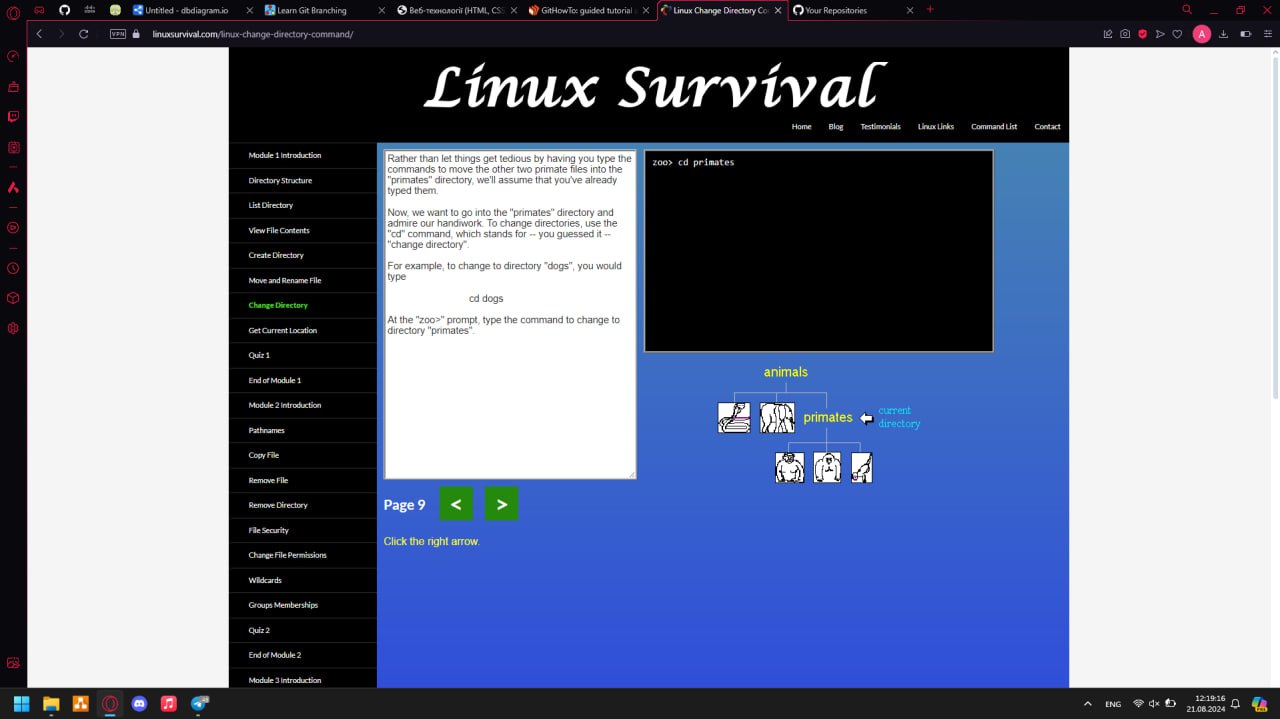 Untitled - dbdiagram.io
Learn Git Branching
Веб-технології (HTML, CSS
GitHowTo: guided tutorial a
Linux Change Directory Co
Your Repositories
VPN
linuxsurvival.com/linux-change-directory-command/
A
Linux Survival
Home
Blog
Testimonials
Linux Links
Command List
Contact
Module 1 Introduction
Directory Structure
List Directory
View File Contents
Create Directory
Move and Rename File
Change Directory
Get Current Location
Quiz 1
End of Module 1
Module 2 Introduction
Pathnames
Copy File
Remove File
Remove Directory
File Security
Change File Permissions
Wildcards
Groups Memberships
Quiz 2
End of Module 2
Module 3 Introduction
Rather than let things get tedious by having you type the
commands to move the other two primate files into the
"primates" directory, we'll assume that you've already
typed them.
Now, we want to go into the "primates" directory and
admire our handiwork. To change directories, use the
"cd" command, which stands for -- you guessed it --
"change directory".
For example, to change to directory "dogs", you would
type
cd dogs
At the "zoo>" prompt, type the command to change to
directory "primates".
Page 9
<
>
Click the right arrow.
zoo> cd primates
animals
primates
current
directory
ENG
12:19:16
21.08.2024